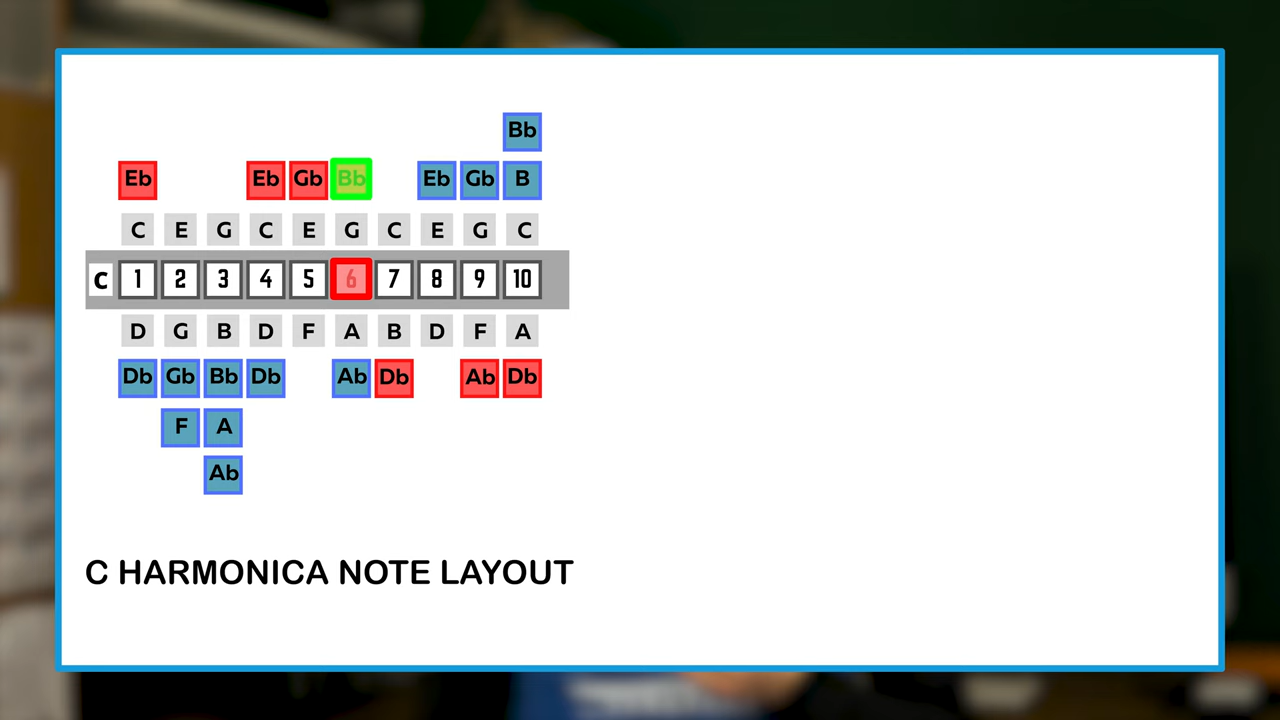 Bb
Eb Eb Gb Bb Eb Gb B
C E G C E G C E G C
C 1 2 3 4 5 6 7 8 9 10
D G B D F A B D F A
Db Gb Bb Db Ab Db Ab Db
F A
Ab
C HARMONICA NOTE LAYOUT